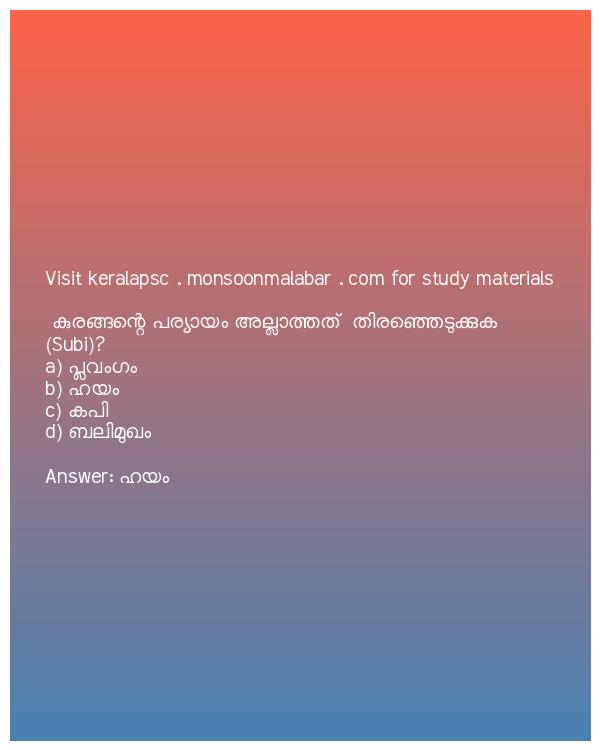 Visit keralapsc . monsoonmalabar . com for study materials
കുരങ്ങന്റെ പര്യായം അല്ലാത്തത് തിരഞ്ഞെടുക്കുക
(Subi)?
a) പ്ലവംഗം
b) ഹയം
c) കപി
d) ബലിമുഖം
Answer: ഹയം